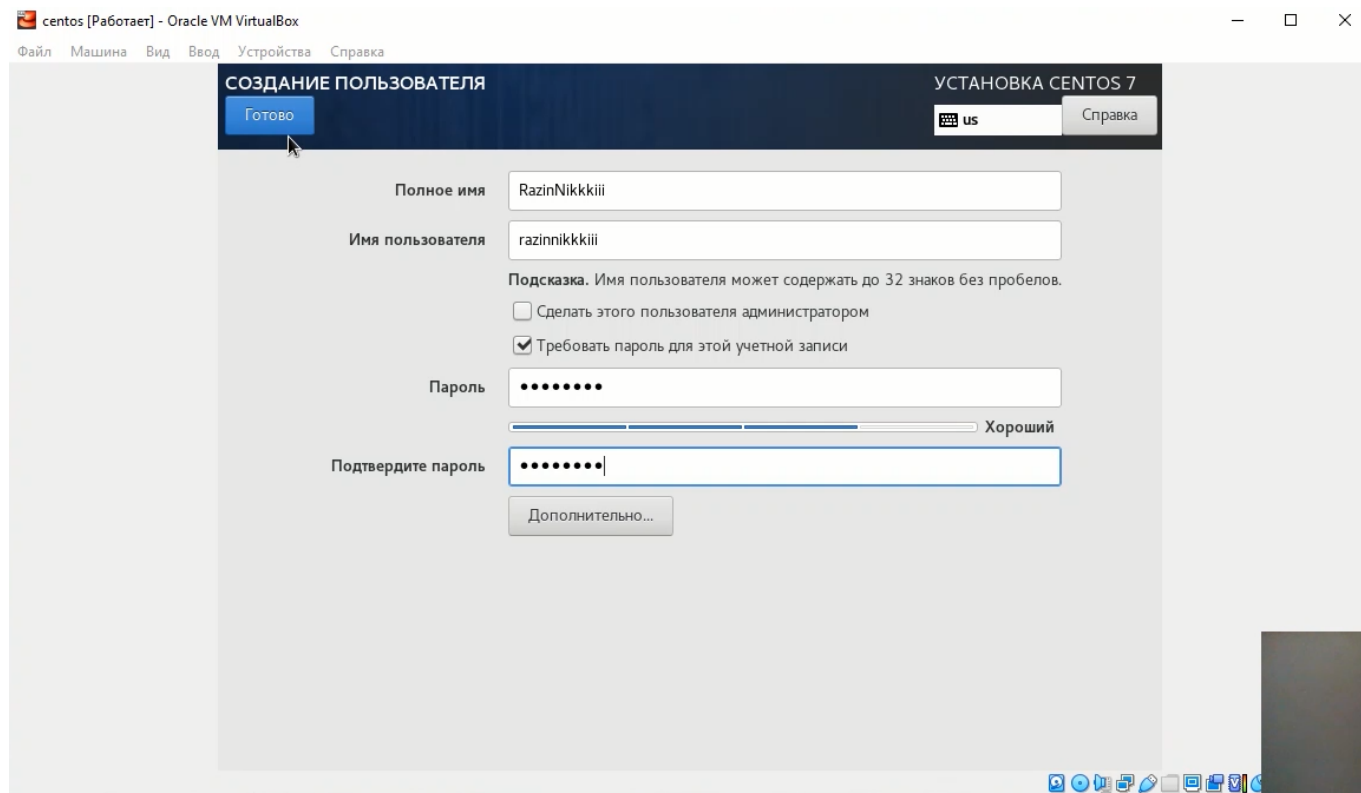 centos [Работает] - Oracle VM VirtualBox
Файл Машина Вид Ввод Устройства Справка
СОЗДАНИЕ ПОЛЬЗОВАТЕЛЯ
УСТАНОВКА CENTOS 7
Готово
us
Справка
Полное имя
RazinNikkkiii
Имя пользователя
razinnikkkiii
Подсказка. Имя пользователя может содержать до 32 знаков без пробелов.
Сделать этого пользователя администратором
Требовать пароль для этой учетной записи
Пароль
••••••••
Хороший
Подтвердите пароль
••••••••
Дополнительно...